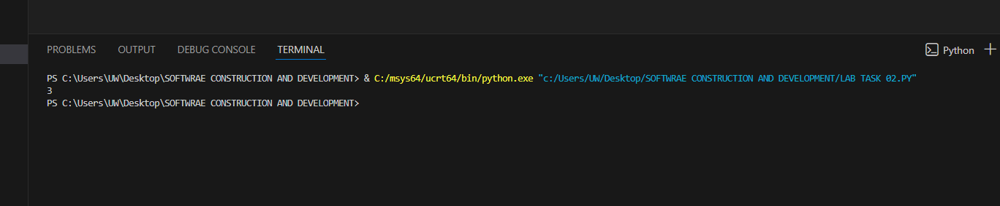 PROBLEMS OUTPUT DEBUG CONSOLE TERMINAL Python
PS C:\Users\UW\Desktop\SOFTWRAE CONSTRUCTION AND DEVELOPMENT> & C:/msys64/ucrt64/bin/python.exe "c:/Users/UW/Desktop/SOFTWRAE CONSTRUCTION AND DEVELOPMENT/LAB TASK 02.PY"
3
PS C:\Users\UW\Desktop\SOFTWRAE CONSTRUCTION AND DEVELOPMENT>